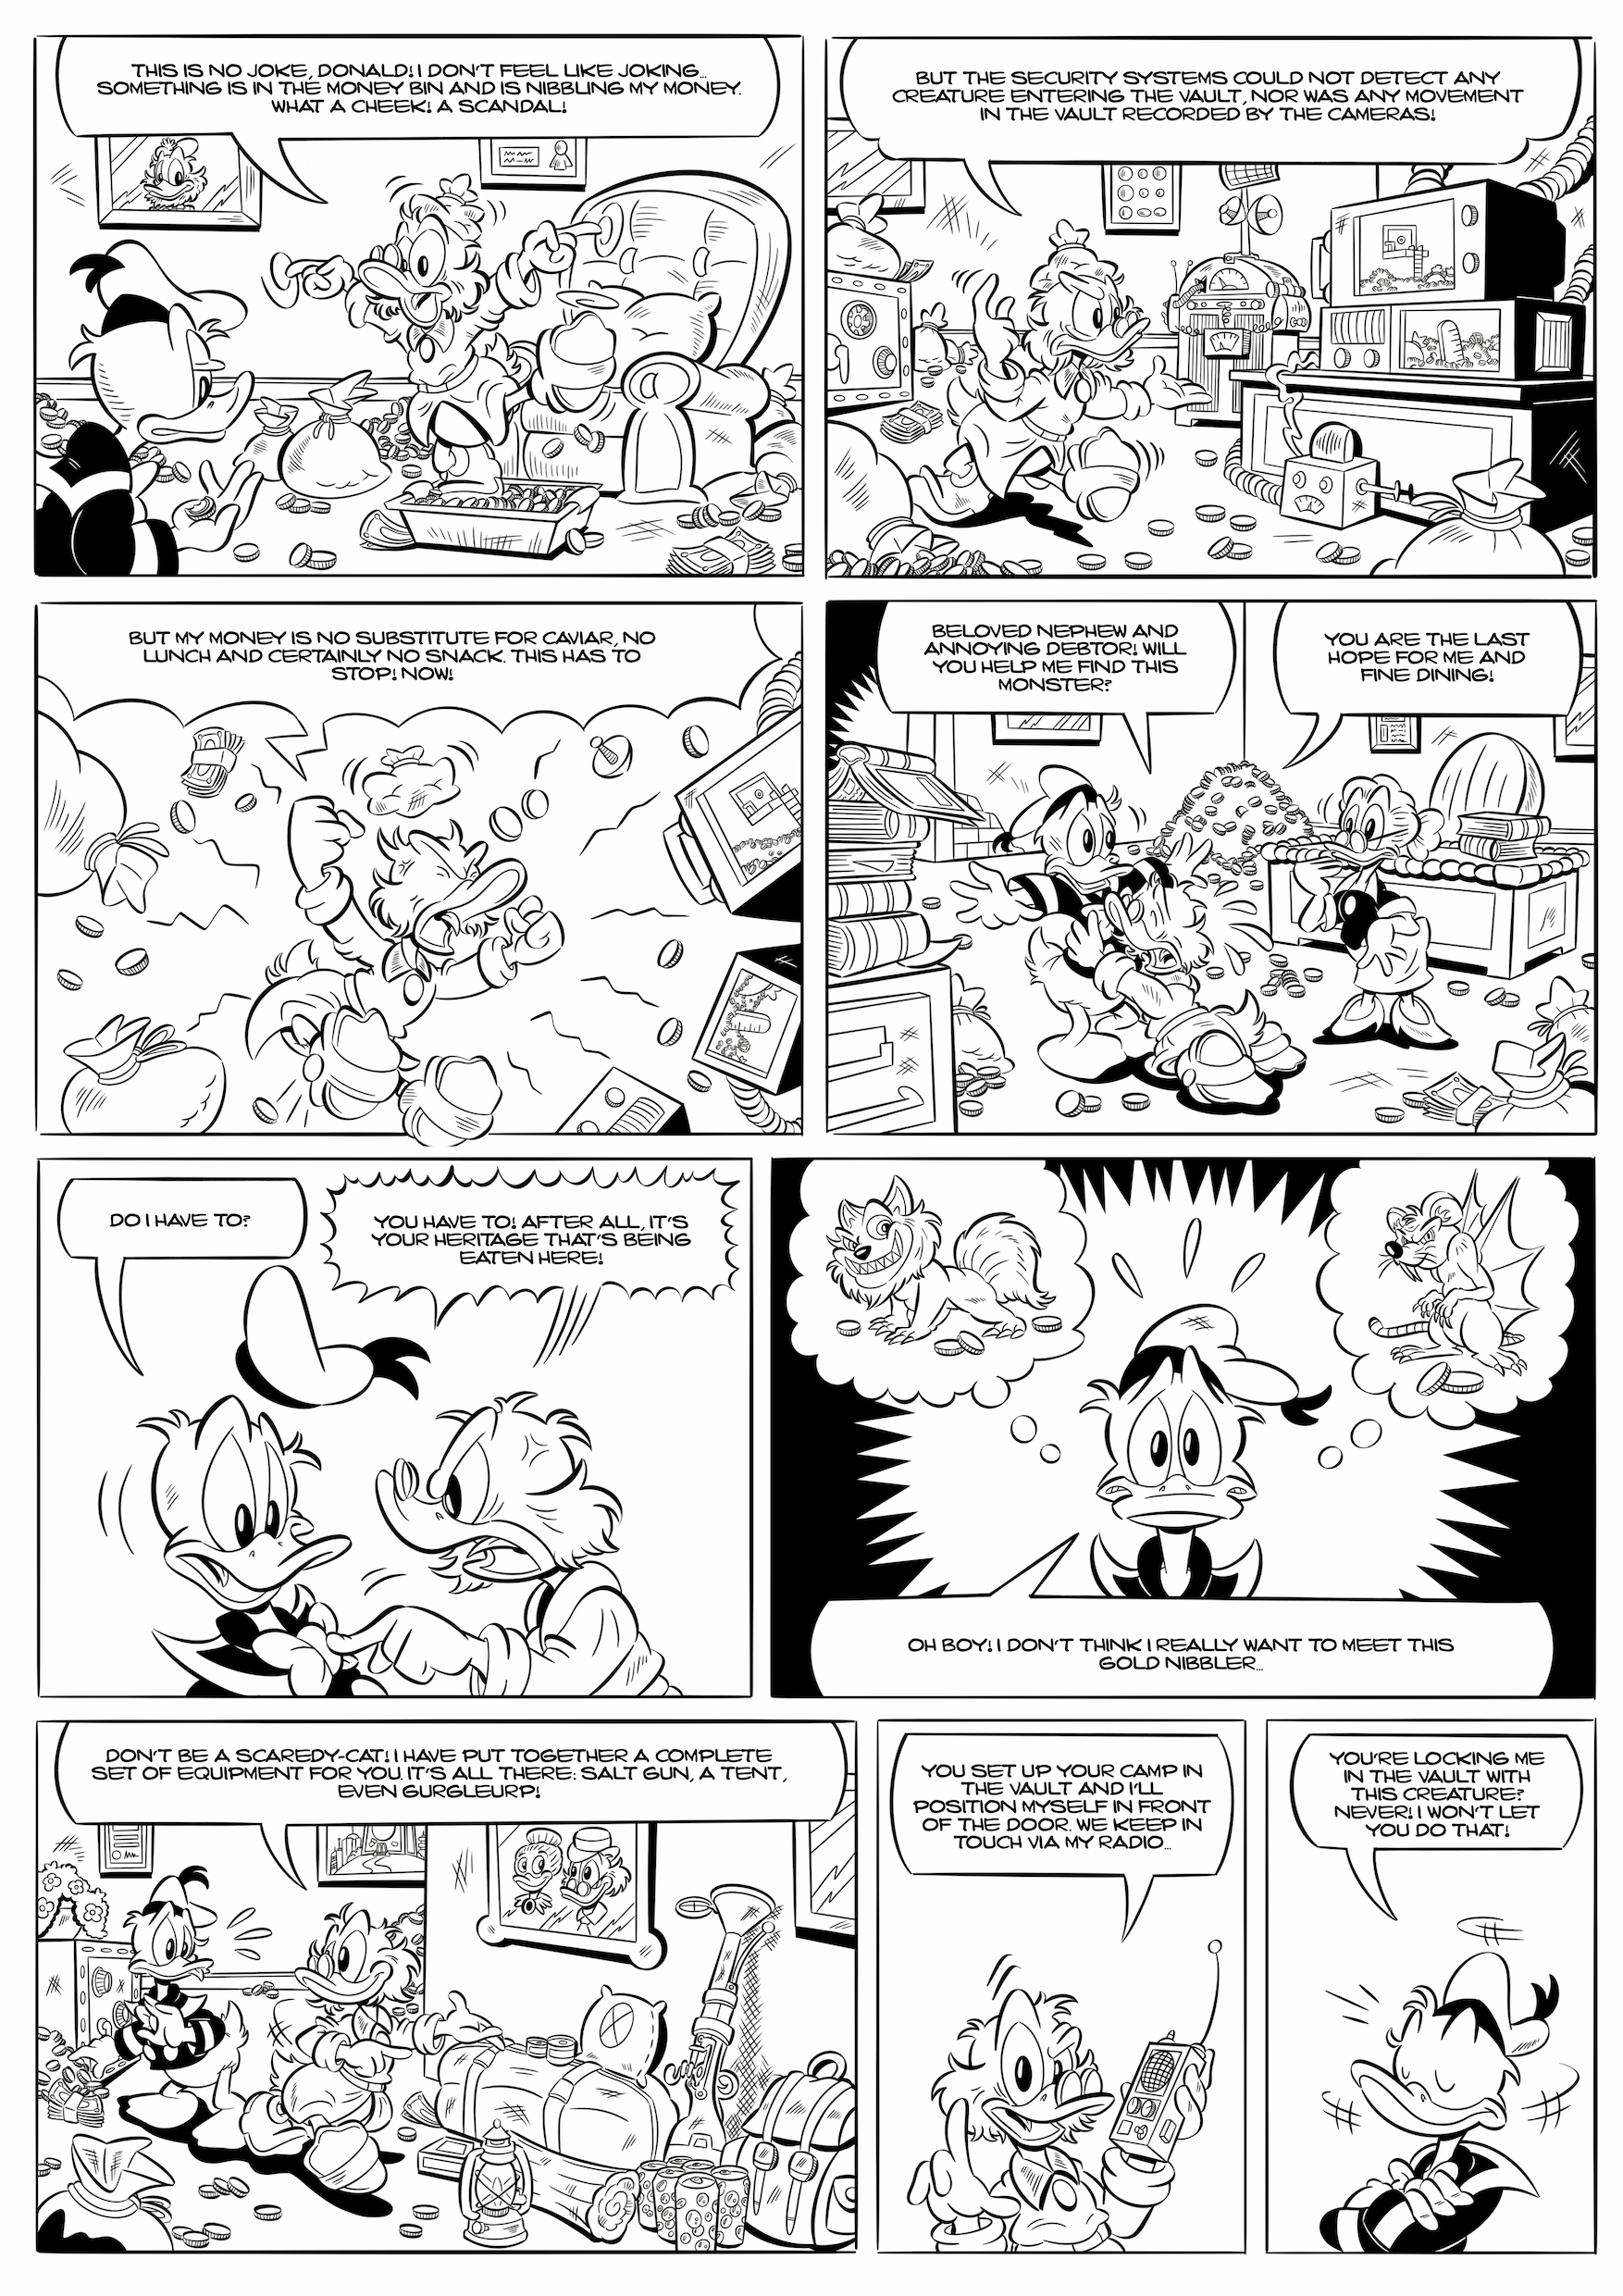 THIS IS NO JOKE, DONALD! I DON'T FEEL LIKE JOKING...
SOMETHING IS IN THE MONEY BIN AND IS NIBBLING MY MONEY.
WHAT A CHEEK! A SCANDAL!
BUT THE SECURITY SYSTEMS COULD NOT DETECT ANY
CREATURE ENTERING THE VAULT, NOR WAS ANY MOVEMENT
IN THE VAULT RECORDED BY THE CAMERAS!
BUT MY MONEY IS NO SUBSTITUTE FOR CAVIAR, NO
LUNCH AND CERTAINLY NO SNACK. THIS HAS TO
STOP! NOW!
BELOVED NEPHEW AND
ANNOYING DEBTOR! WILL
YOU HELP ME FIND THIS
MONSTER?
YOU ARE THE LAST
HOPE FOR ME AND
FINE DINING!
DO I HAVE TO?
YOU HAVE TO! AFTER ALL, IT'S
YOUR HERITAGE THAT'S BEING
EATEN HERE!
OH BOY! I DON'T THINK I REALLY WANT TO MEET THIS
GOLD NIBBLER...
DON'T BE A SCAREDY-CAT! I HAVE PUT TOGETHER A COMPLETE
SET OF EQUIPMENT FOR YOU. IT'S ALL THERE: SALT GUN, A TENT,
EVEN GURGLEURP!
YOU SET UP YOUR CAMP IN
THE VAULT AND I'LL
POSITION MYSELF IN FRONT
OF THE DOOR. WE KEEP IN
TOUCH VIA MY RADIO...
YOU'RE LOCKING ME
IN THE VAULT WITH
THIS CREATURE?
NEVER! I WON'T LET
YOU DO THAT!